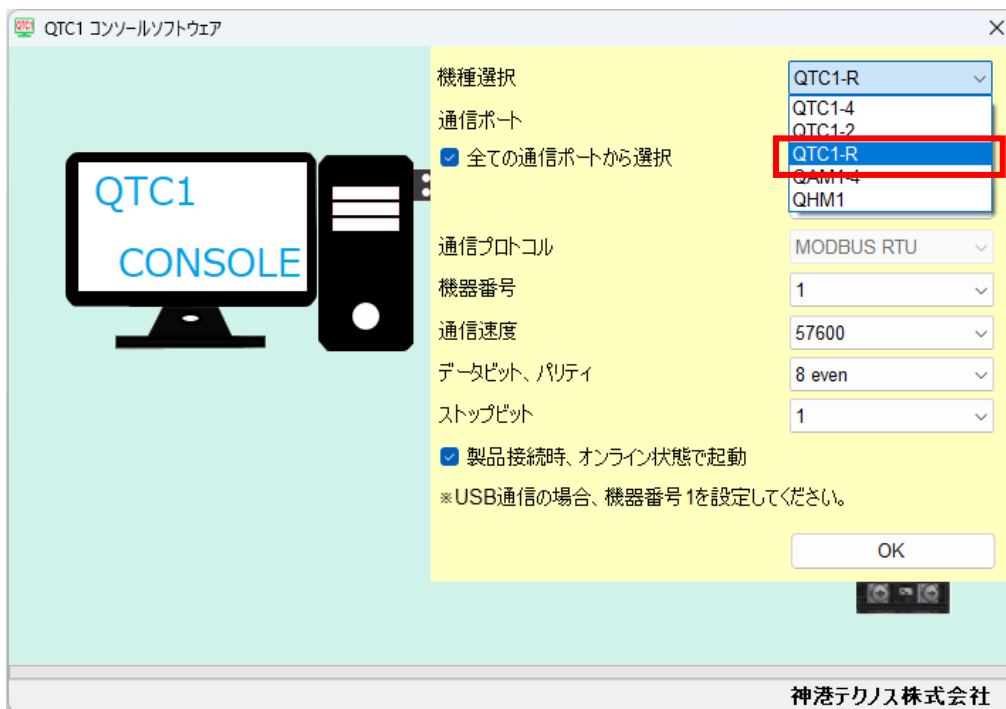 QTC1 コンソールソフトウェア
機種選択
QTC1-R
QTC1-4
QTC1-2
QTC1-R
QAM1-4
QHM1
通信ポート
全ての通信ポートから選択
QTC1
CONSOLE
通信プロトコル
MODBUS RTU
機器番号
1
通信速度
57600
データビット、パリティ
8 even
ストップビット
1
製品接続時、オンライン状態で起動
※USB通信の場合、機器番号1を設定してください。
OK
神港テクノス株式会社